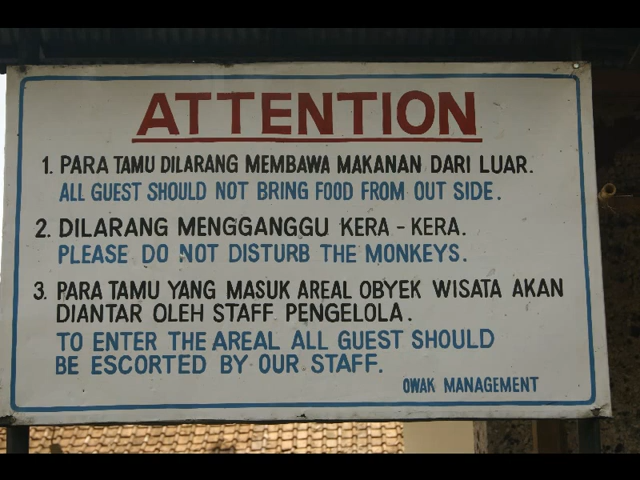 ATTENTION
1. PARA TAMU DILARANG MEMBAWA MAKANAN DARI LUAR.
ALL GUEST SHOULD NOT BRING FOOD FROM OUT SIDE.
2. DILARANG MENGGANGGU KERA - KERA.
PLEASE DO NOT DISTURB THE MONKEYS.
3. PARA TAMU YANG MASUK AREAL OBYEK WISATA AKAN
DIANTAR OLEH STAFF PENGELOLA.
TO ENTER THE AREAL ALL GUEST SHOULD
BE ESCORTED BY OUR STAFF.
OWAK MANAGEMENT